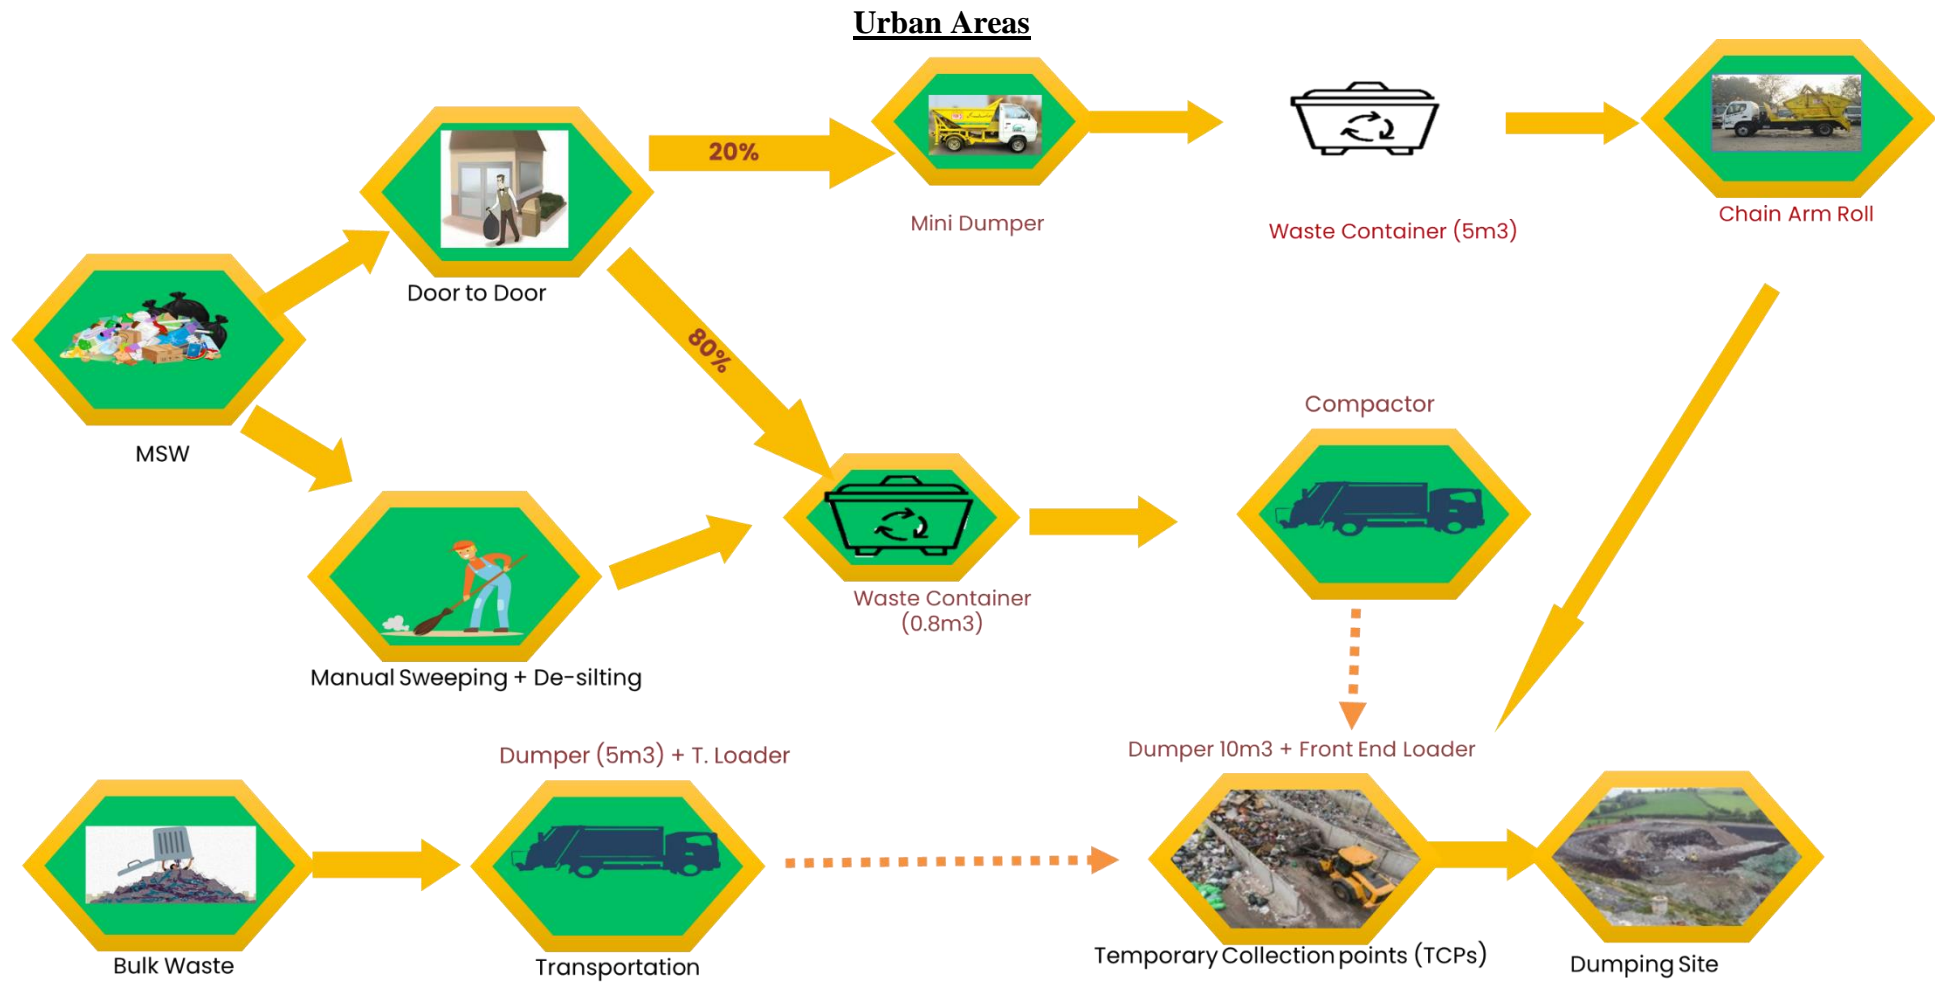 Urban Areas
20%
Mini Dumper
Waste Container (5m3)
Chain Arm Roll
Door to Door
80%
MSW
Compactor
Waste Container
(0.8m3)
Manual Sweeping + De-silting
Dumper (5m3) + T. Loader
Dumper 10m3 + Front End Loader
Bulk Waste
Transportation
Temporary Collection points (TCPs)
Dumping Site